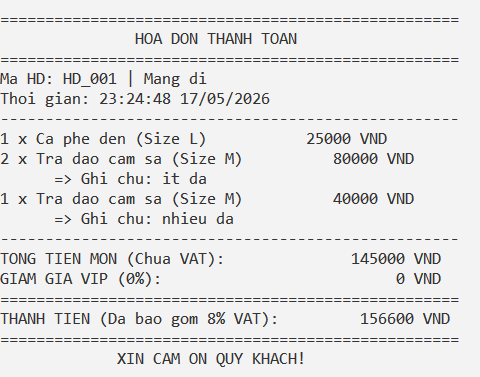 ===================================================
HOA DON THANH TOAN
===================================================
Ma HD: HD_001 | Mang di
Thoi gian: 23:24:48 17/05/2026
---------------------------------------------------
1 x Ca phe den (Size L)           25000 VND
2 x Tra dao cam sa (Size M)          80000 VND
      => Ghi chu: it da
1 x Tra dao cam sa (Size M)          40000 VND
      => Ghi chu: nhieu da
---------------------------------------------------
TONG TIEN MON (Chua VAT):              145000 VND
GIAM GIA VIP (0%):                          0 VND
===================================================
THANH TIEN (Da bao gom 8% VAT):         156600 VND
===================================================
XIN CAM ON QUY KHACH!